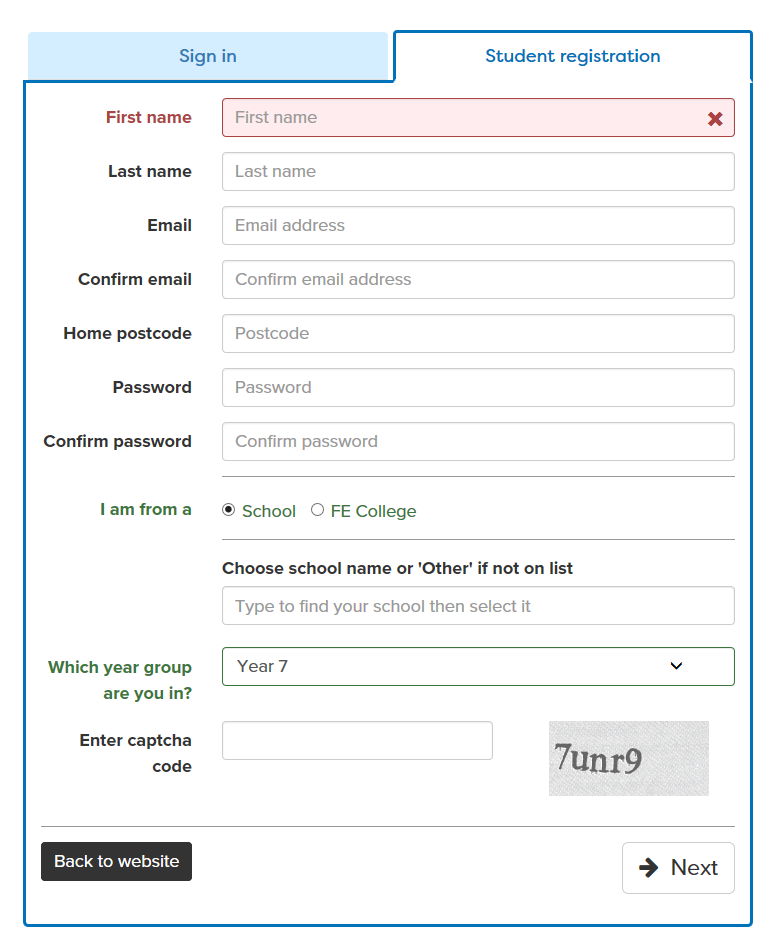 Sign in
Student registration
First name
First name
Last name
Last name
Email
Email address
Confirm email
Confirm email address
Home postcode
Postcode
Password
Password
Confirm password
Confirm password
I am from a
School
FE College
Choose school name or 'Other' if not on list
Type to find your school then select it
Which year group
are you in?
Year 7
Enter captcha
code
7unr9
Back to website
Next